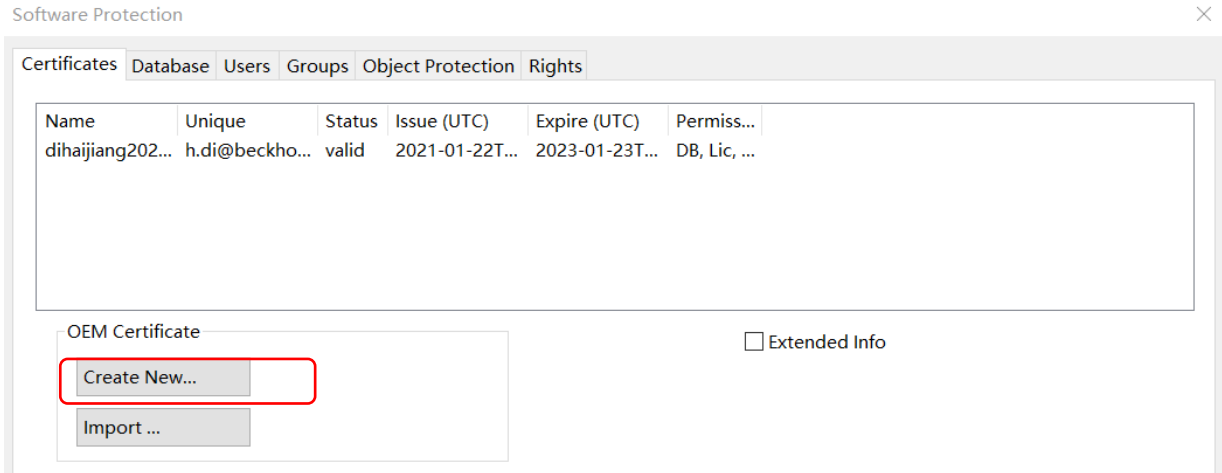 Software Protection
Certificates Database Users Groups Object Protection Rights
Name Unique Status Issue (UTC) Expire (UTC) Permiss...
dihaijiang202... h.di@beckho... valid 2021-01-22T... 2023-01-23T... DB, Lic, ...
OEM Certificate
Extended Info
Create New...
Import ...